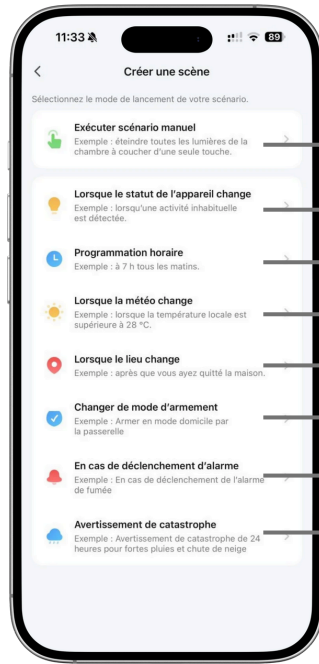 11:33
89
Créer une scène
Sélectionnez le mode de lancement de votre scénario.
Exécuter scénario manuel
Exemple : éteindre toutes les lumières de la
chambre à coucher d'une seule touche.
Lorsque le statut de l'appareil change
Exemple : lorsqu'une activité inhabituelle
est détectée.
Programmation horaire
Exemple : à 7 h tous les matins.
Lorsque la météo change
Exemple : lorsque la température locale est
supérieure à 28 °C.
Lorsque le lieu change
Exemple : après que vous ayez quitté la maison.
Changer de mode d'armement
Exemple : Armer en mode domicile par
la passerelle
En cas de déclenchement d'alarme
Exemple : En cas de déclenchement de l'alarme
de fumée
Avertissement de catastrophe
Exemple : Avertissement de catastrophe de 24
heures pour fortes pluies et chute de neige